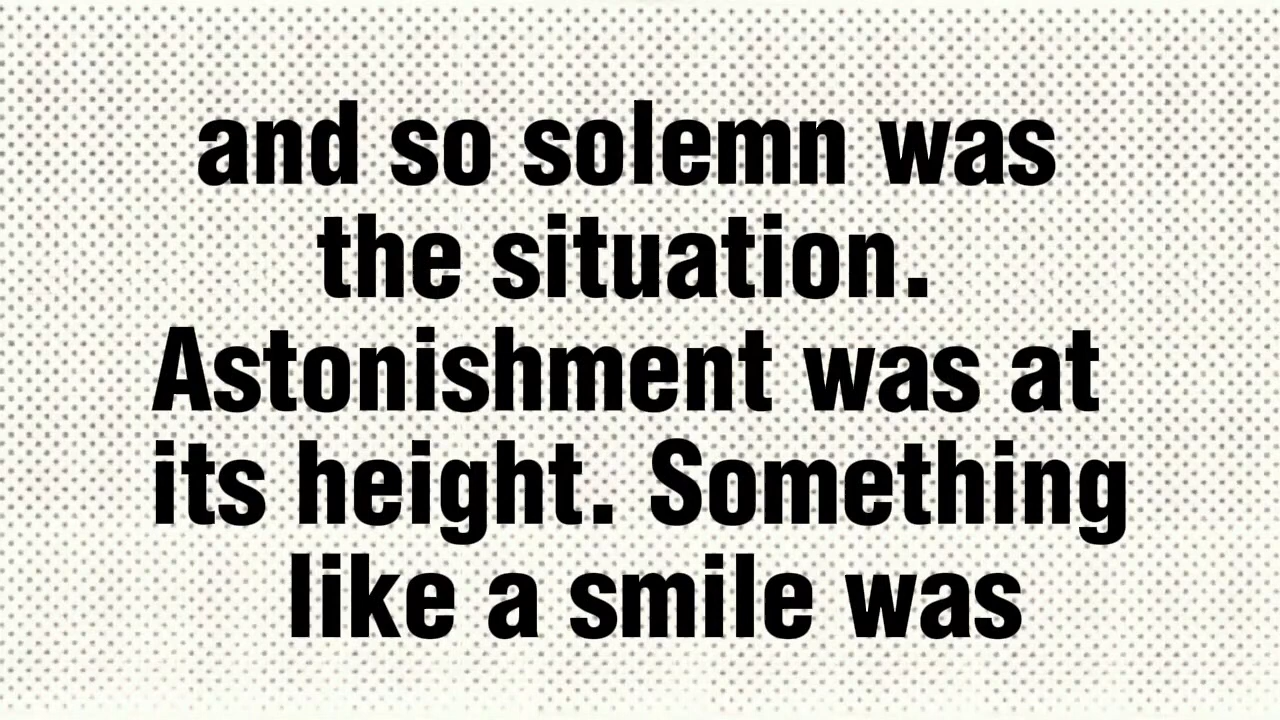 and so solemn was
the situation.
Astonishment was at
its height. Something
like a smile was